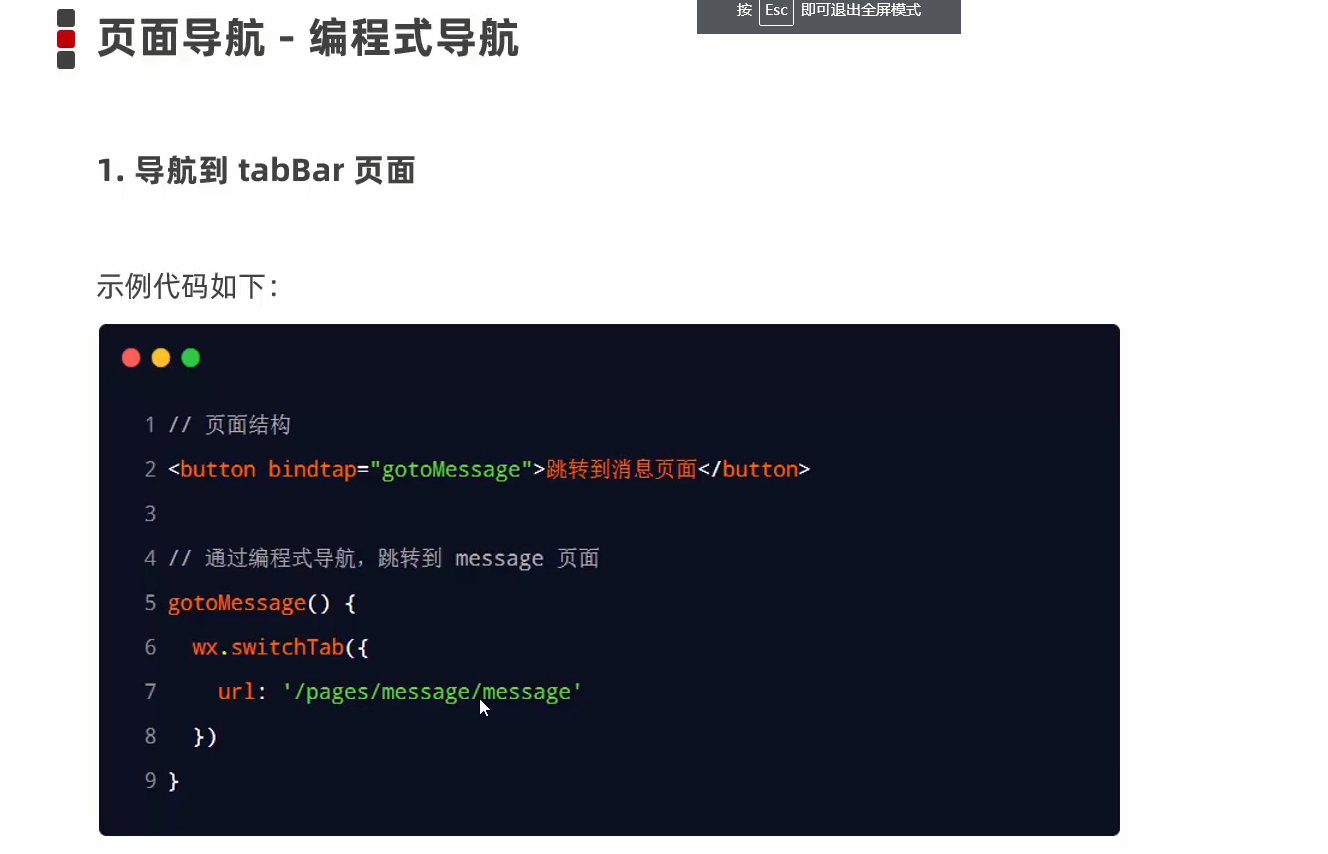 按 Esc 即可退出全屏模式
页面导航 - 编程式导航
1. 导航到 tabBar 页面
示例代码如下：
1 // 页面结构
2 <button bindtap="gotoMessage">跳转到消息页面</button>
3
4 // 通过编程式导航，跳转到 message 页面
5 gotoMessage() {
6   wx.switchTab({
7     url: '/pages/message/message'
8   })
9 }